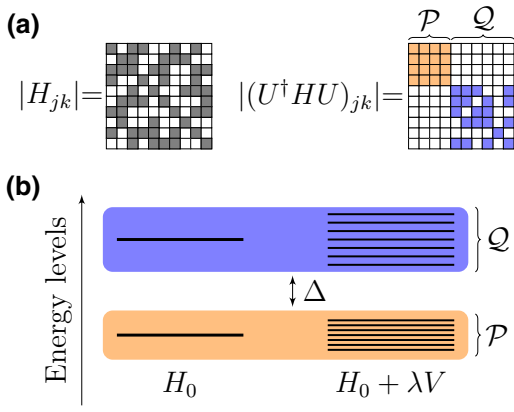 (a)
𝒫 𝒬
|H_{jk}|= |(U†HU)_{jk}|=
(b)
Energy levels
𝒬
Δ
𝒫
H_0 H_0 + λV